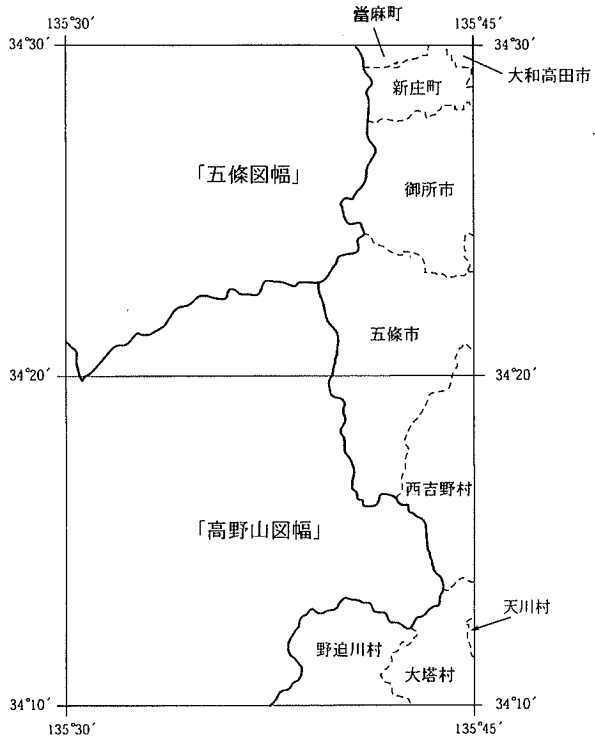 當麻町
135°30′ 135°45′
34°30′ 34°30′
大和高田市
新庄町
「五條図幅」
御所市
五條市
34°20′ 34°20′
西吉野村
「高野山図幅」
天川村
野迫川村
大塔村
34°10′ 34°10′
135°30′ 135°45′